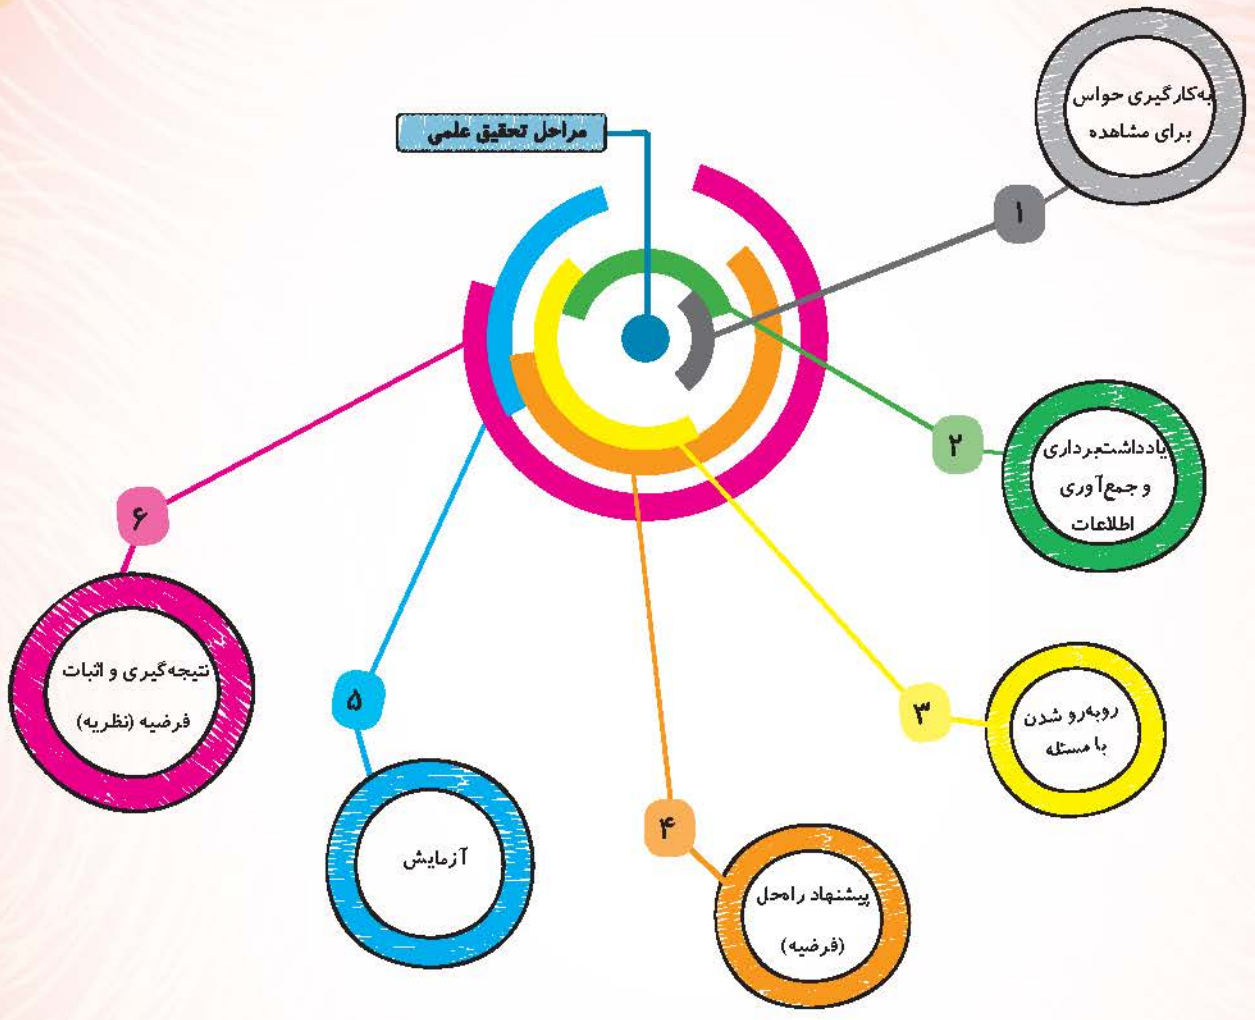 مراحل تحقیق علمی
به‌کارگیری حواس
برای مشاهده
۱
یادداشت‌برداری
و جمع‌آوری
اطلاعات
۲
روبه‌رو شدن
با مسئله
۳
پیشنهاد راه‌حل
(فرضیه)
۴
آزمایش
۵
نتیجه‌گیری و اثبات
فرضیه (نظریه)
۶